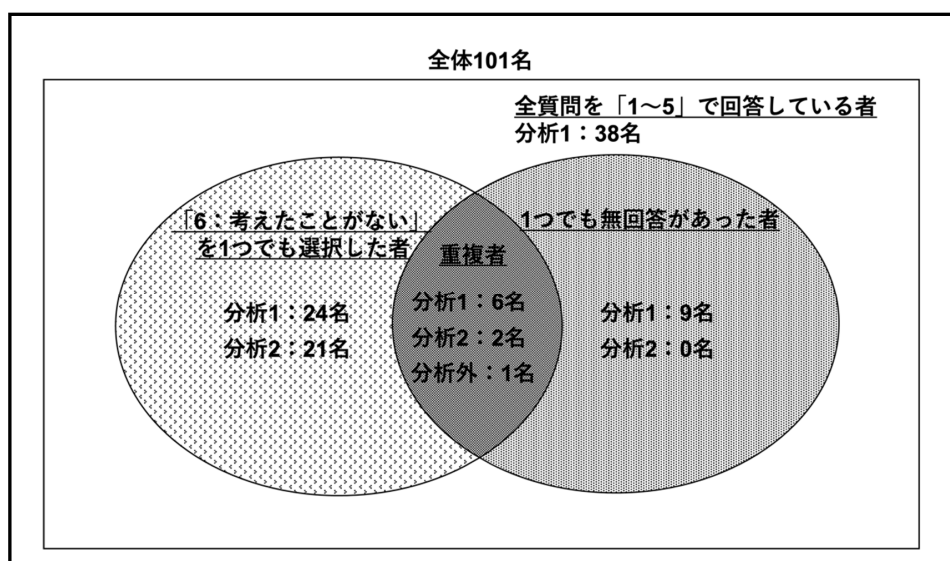 全体101名
全質問を「1～5」で回答している者
分析1：38名
「6：考えたことがない」
を1つでも選択した者
分析1：24名
分析2：21名
重複者
分析1：6名
分析2：2名
分析外：1名
1つでも無回答があった者
分析1：9名
分析2：0名